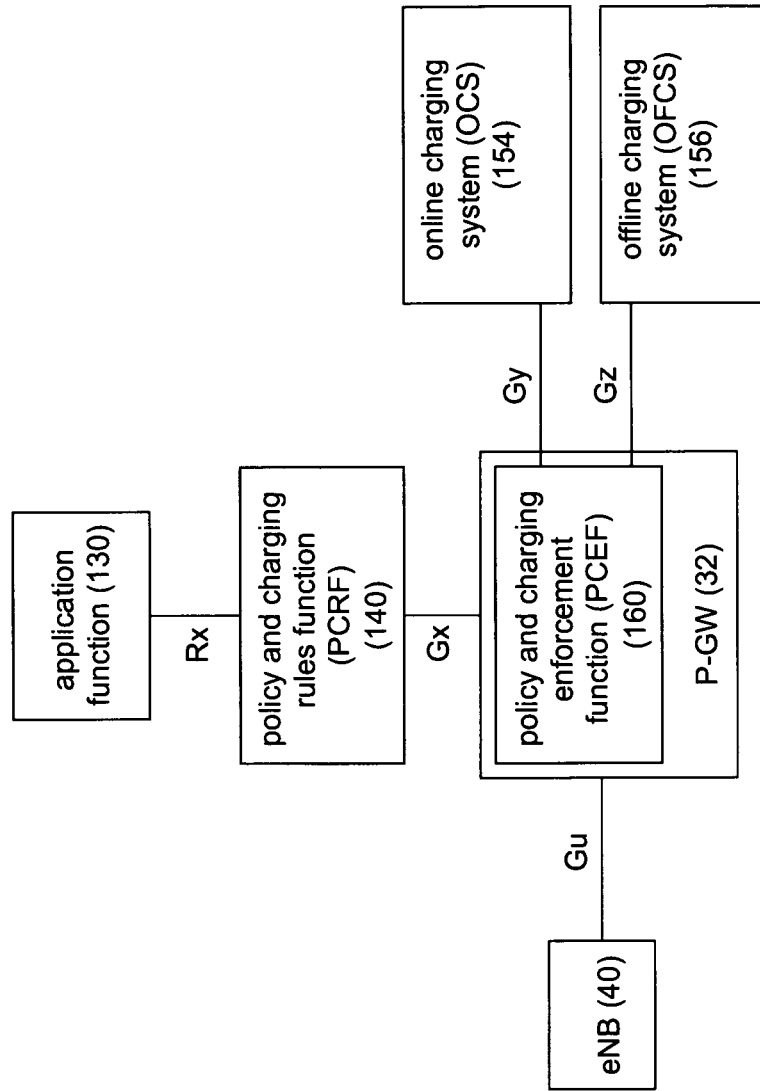 application
function (130)
Rx
policy and charging
rules function
(PCRF)
(140)
Gx
online charging
system (OCS)
(154)
Gy
offline charging
system (OFCS)
(156)
Gz
policy and charging
enforcement
function (PCEF)
(160)
P-GW (32)
Gu
eNB (40)